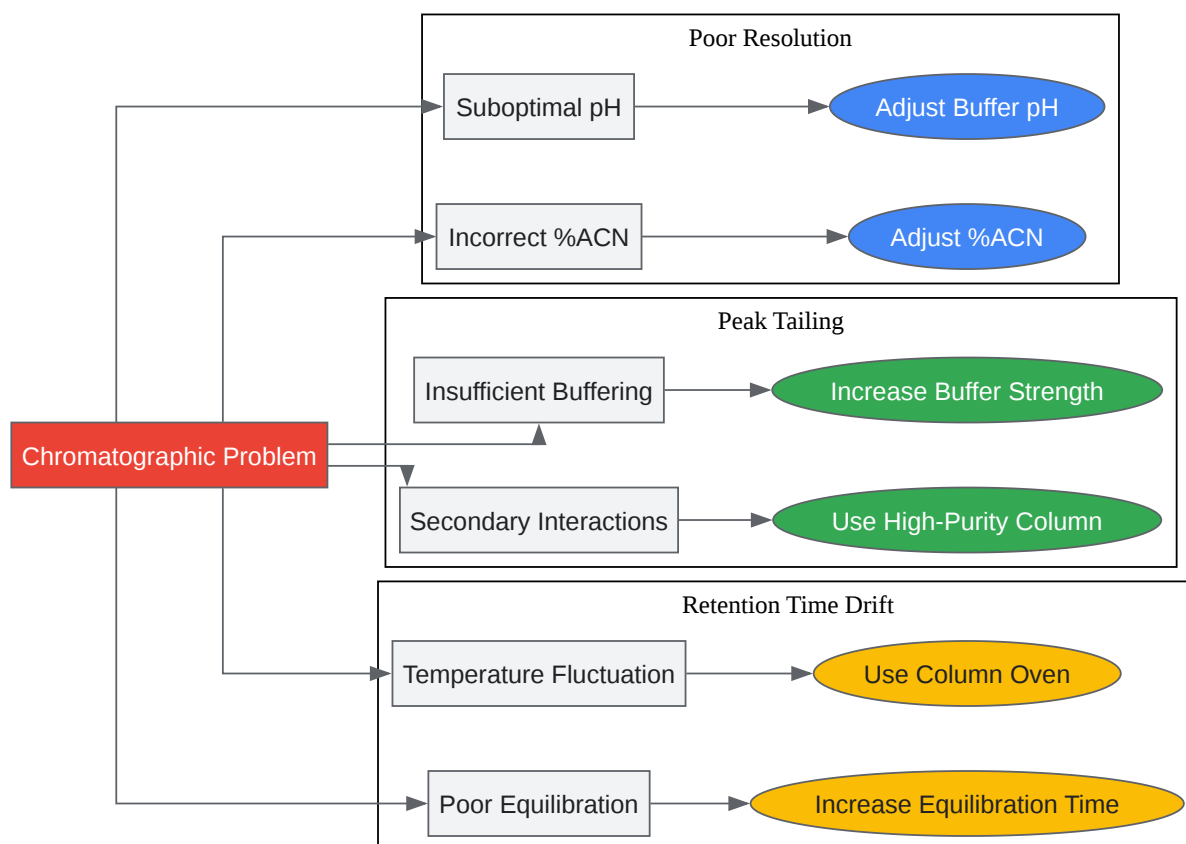 Poor Resolution
Suboptimal pH
Adjust Buffer pH
Incorrect %ACN
Adjust %ACN
Peak Tailing
Insufficient Buffering
Increase Buffer Strength
Chromatographic Problem
Secondary Interactions
Use High-Purity Column
Retention Time Drift
Temperature Fluctuation
Use Column Oven
Poor Equilibration
Increase Equilibration Time